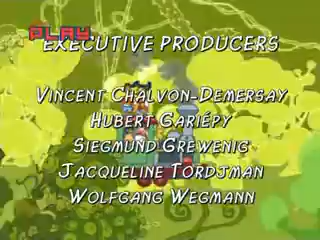 PLAY
EXECUTIVE PRODUCERS
VINCENT CHALVON-DEMERSAY
HUBERT GARIÉPY
SIEGMUND GREWENIG
JACQUELINE TORDJMAN
WOLFGANG WEGMANN